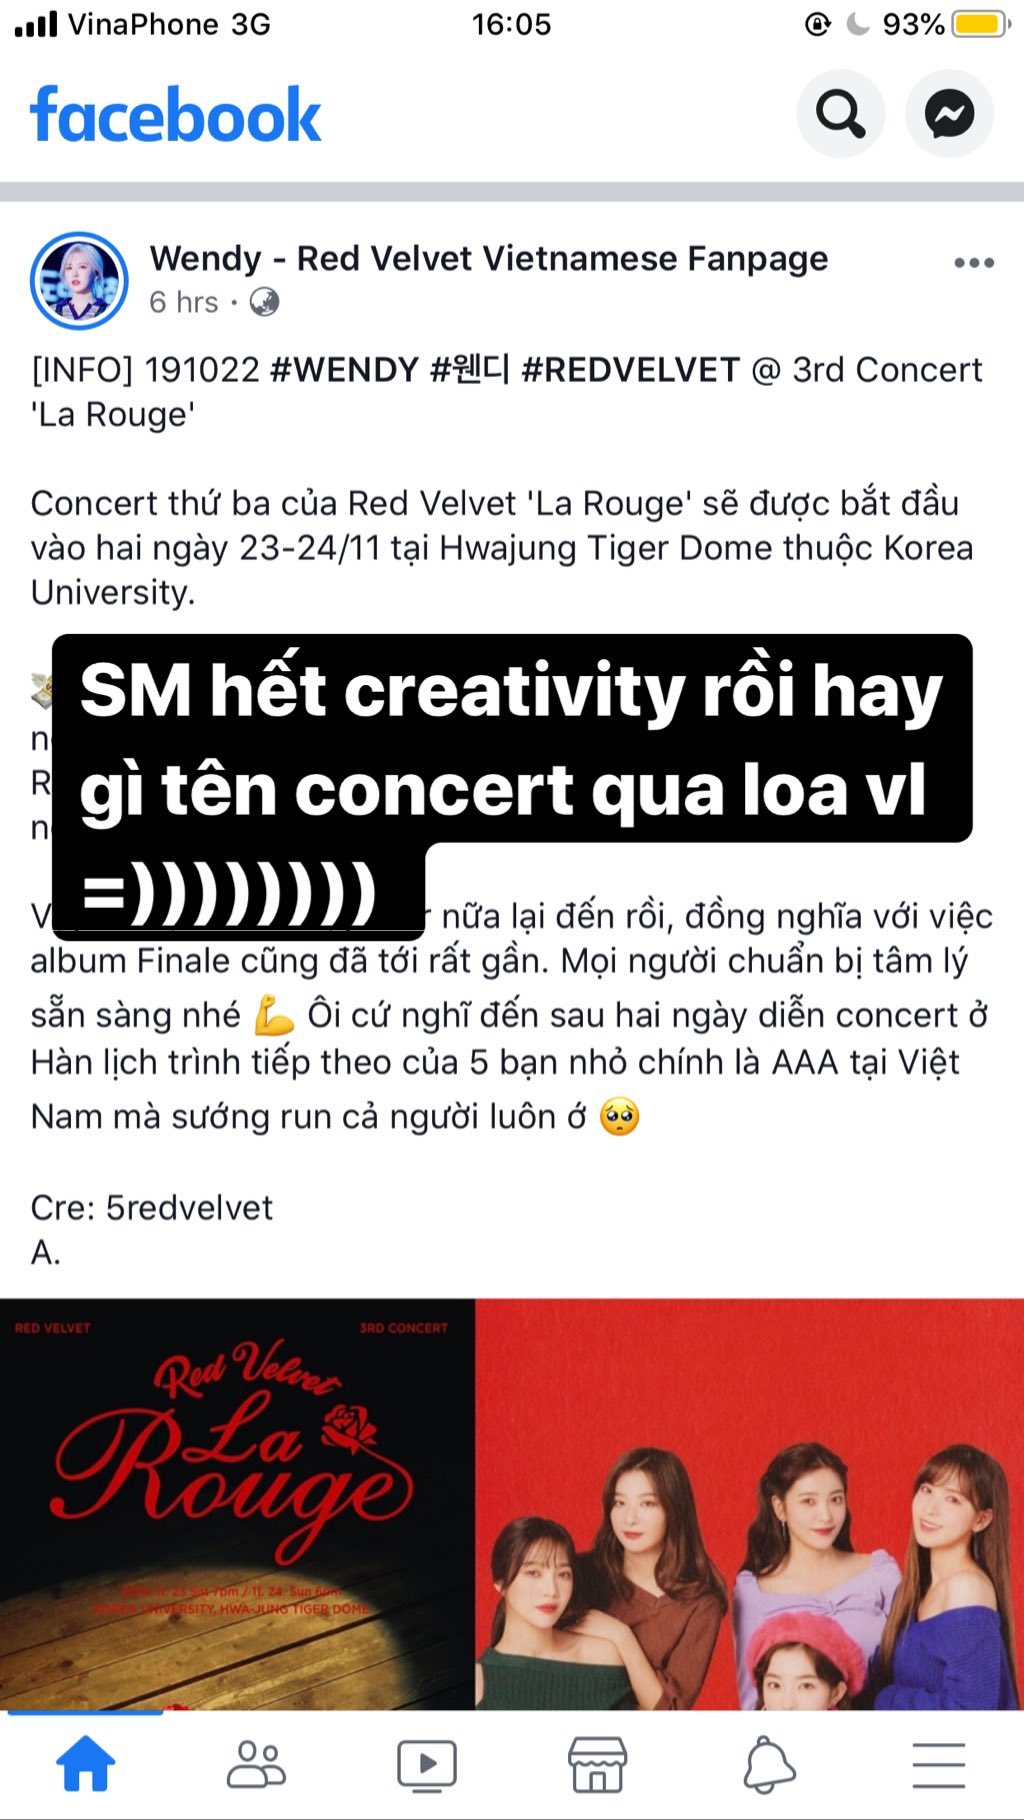 VinaPhone 3G 16:05 93%
facebook
Wendy - Red Velvet Vietnamese Fanpage
6 hrs ·
[INFO] 191022 #WENDY #웬디 #REDVELVET @ 3rd Concert
'La Rouge'
Concert thứ ba của Red Velvet 'La Rouge' sẽ được bắt đầu
vào hai ngày 23-24/11 tại Hwajung Tiger Dome thuộc Korea
University.
SM hết creativity rồi hay
gì tên concert qua loa vl
=)))))))))
nữa lại đến rồi, đồng nghĩa với việc
album Finale cũng đã tới rất gần. Mọi người chuẩn bị tâm lý
sẵn sàng nhé 💪 Ôi cứ nghĩ đến sau hai ngày diễn concert ở
Hàn lịch trình tiếp theo của 5 bạn nhỏ chính là AAA tại Việt
Nam mà sướng run cả người luôn ớ 🥺
Cre: 5redvelvet
A.
RED VELVET 3RD CONCERT
Red Velvet
La
Rouge
11. 23 Sat 7pm / 11. 24. Sun 6pm
KOREA UNIVERSITY, HWA-JUNG TIGER DOME